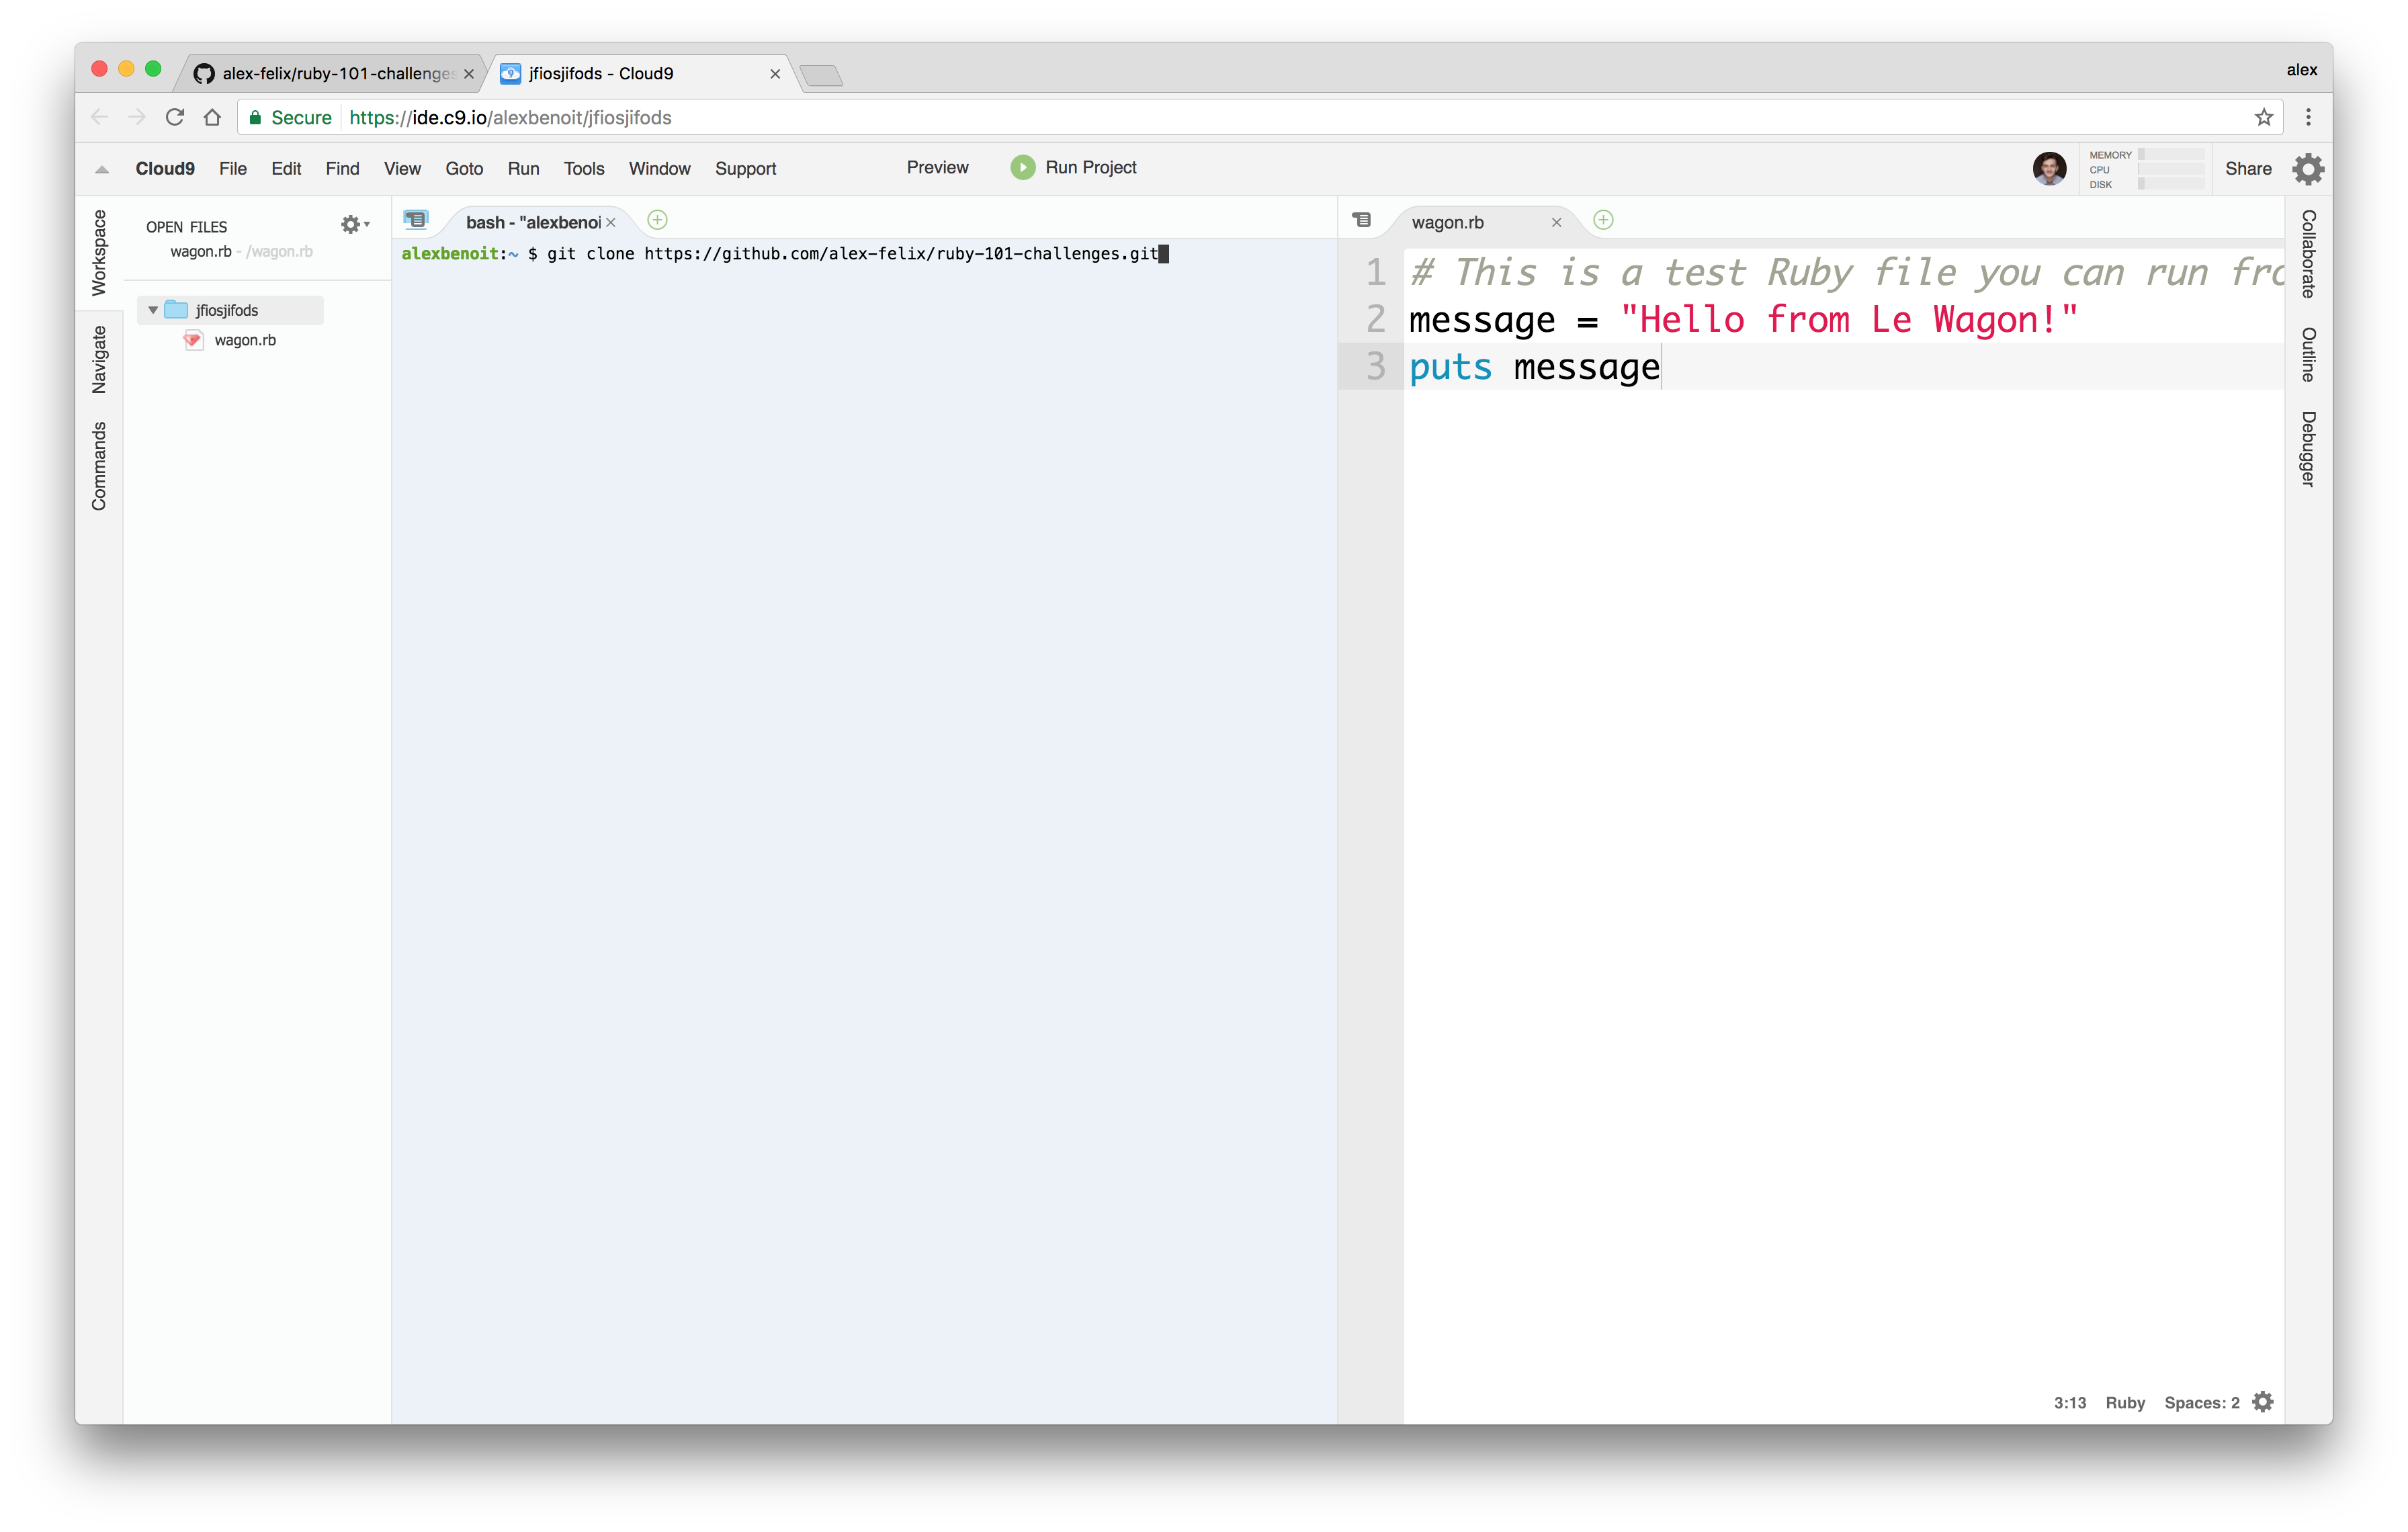 alex-felix/ruby-101-challenges
jfiosjifods - Cloud9
alex
Secure
https://ide.c9.io/alexbenoit/jfiosjifods
Cloud9 File Edit Find View Goto Run Tools Window Support Preview Run Project
MEMORY
CPU
DISK
Share
Workspace
Navigate
Commands
OPEN FILES
wagon.rb - /wagon.rb
jfiosjifods
wagon.rb
bash - "alexbenoi
alexbenoit:~ $ git clone https://github.com/alex-felix/ruby-101-challenges.git
wagon.rb
1 # This is a test Ruby file you can run fro
2 message = "Hello from Le Wagon!"
3 puts message
Collaborate
Outline
Debugger
3:13 Ruby Spaces: 2